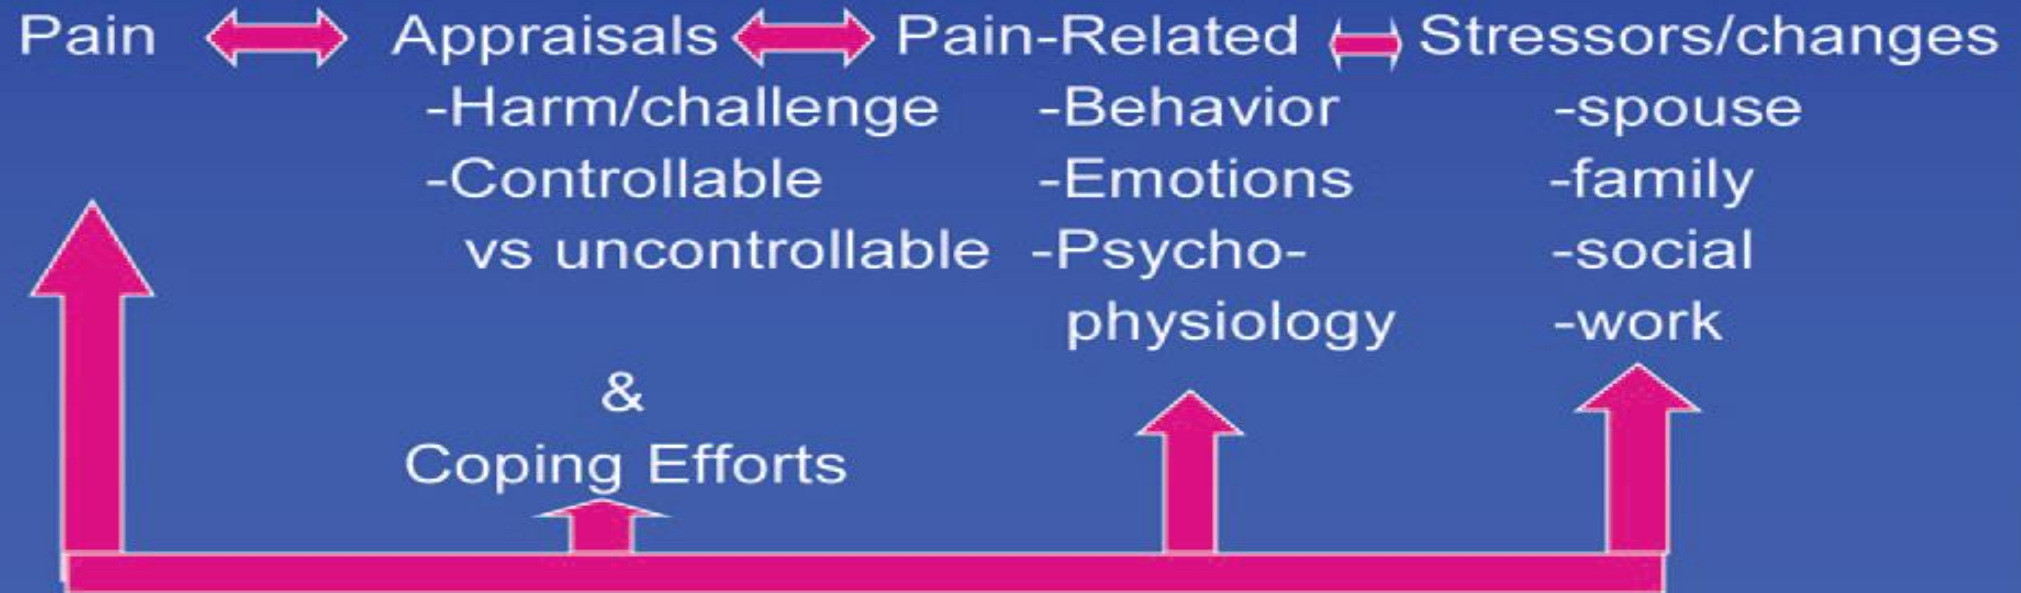 Pain Appraisals Pain-Related Stressors/changes
-Harm/challenge -Behavior -spouse
-Controllable -Emotions -family
vs uncontrollable -Psycho- -social
physiology -work
&
Coping Efforts